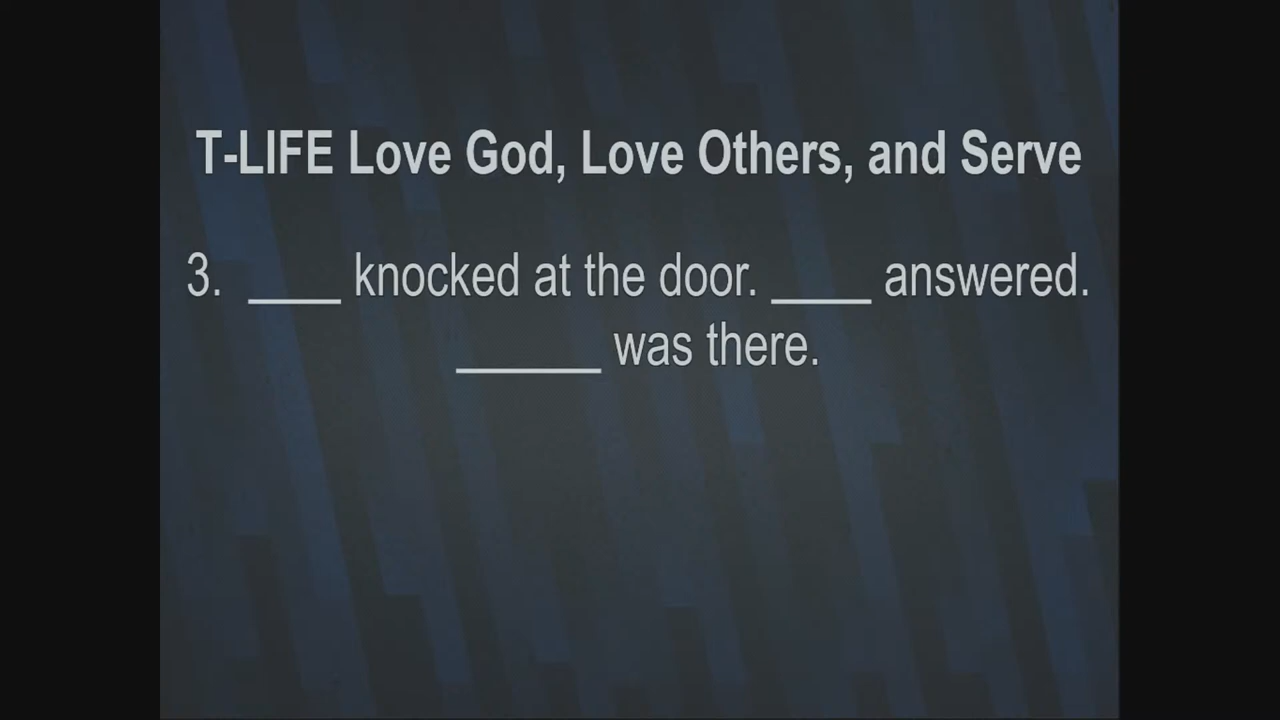 T-LIFE Love God, Love Others, and Serve
3. ____ knocked at the door. ____ answered.
______ was there.